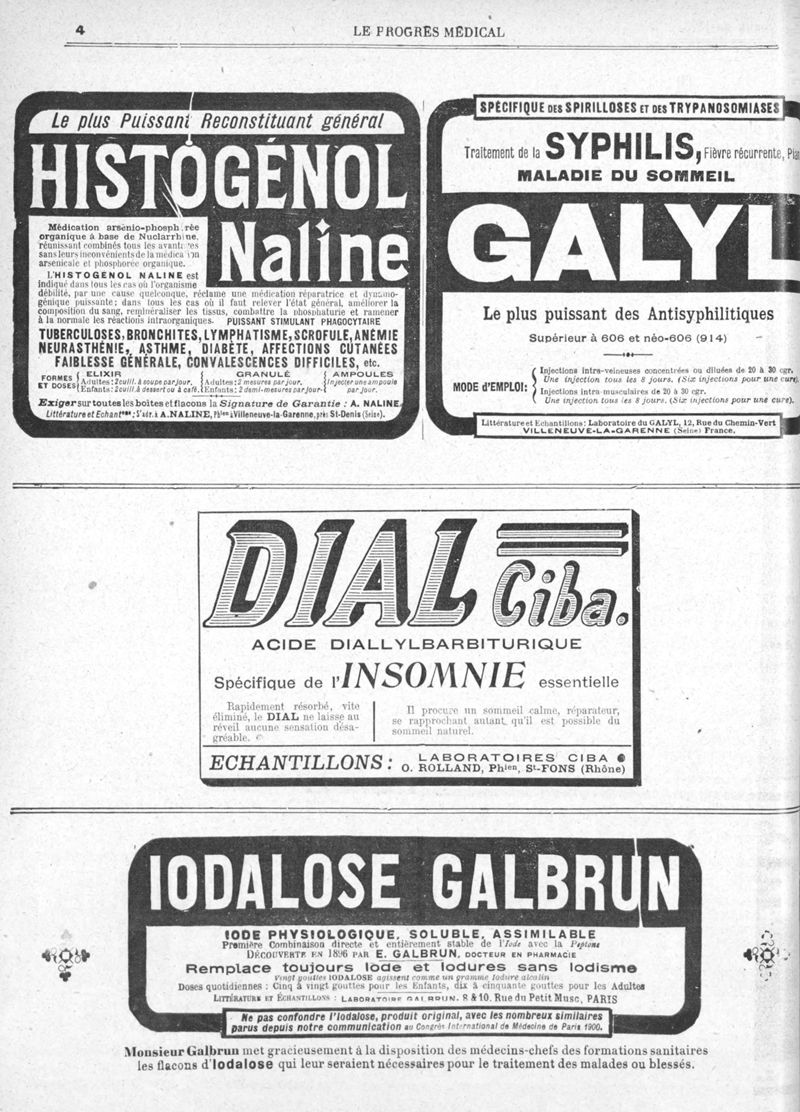 4
LE PROGRÈS MÉDICAL
Le plus Puissant Reconstituant général
HISTOGÉNOL
Naline
Médication arsénio-phosphorée
organique à base de Nuclarrhine,
réunissant combinés tous les avantages
sans leurs inconvénients de la médication
arsenicale et phosphorée organique.
L'HISTOGÉNOL NALINE est
indiqué dans tous les cas où l'organisme
débilité, par une cause quelconque, réclame une médication réparatrice et dynamo-
génique puissante; dans tous les cas où il faut relever l'état général, améliorer la
composition du sang, reminéraliser les tissus, combattre la phosphaturie et ramener
à la normale les réactions intraorganiques. PUISSANT STIMULANT PHAGOCYTAIRE
TUBERCULOSES, BRONCHITES, LYMPHATISME, SCROFULE, ANÉMIE
NEURASTHÉNIE, ASTHME, DIABÈTE, AFFECTIONS CUTANÉES
FAIBLESSE GÉNÉRALE, CONVALESCENCES DIFFICILES, etc.
FORMES ET DOSES
ELIXIR
Adultes: 2 cuill. à soupe par jour.
Enfants: 2 cuill. à dessert ou à café.
GRANULÉ
Adultes: 2 mesures par jour.
Enfants: 2 demi-mesures par jour
AMPOULES
Injecter une ampoule
par jour.
Exiger sur toutes les boîtes et flacons la Signature de Garantie : A. NALINE.
Littérature et Echantons : S'adr. à A. NALINE, Phien à Villeneuve-la-Garenne, près St-Denis (Seine).
SPÉCIFIQUE DES SPIRILLOSES ET DES TRYPANOSOMIASES
Traitement de la SYPHILIS, Fièvre récurrente, Pia
MALADIE DU SOMMEIL
GALYL
Le plus puissant des Antisyphilitiques
Supérieur à 606 et néo-606 (914)
MODE D'EMPLOI:
Injections intra-veineuses concentrées ou diluées de 20 à 30 cgr.
Une injection tous les 8 jours. (Six injections pour une cure).
Injections intra-musculaires de 20 à 30 cgr.
Une injection tous les 8 jours. (Six injections pour une cure).
Littérature et Echantillons: Laboratoire du GALYL, 12, Rue du Chemin-Vert
VILLENEUVE-LA-GARENNE (Seine) France.
DIAL Ciba.
ACIDE DIALLYLBARBITURIQUE
Spécifique de l'INSOMNIE essentielle
Rapidement résorbé, vite
éliminé, le DIAL ne laisse au
réveil aucune sensation désa-
gréable.
Il procure un sommeil calme, réparateur,
se rapprochant autant qu'il est possible du
sommeil naturel.
ECHANTILLONS :
LABORATOIRES CIBA
O. ROLLAND, Phien, St-FONS (Rhône)
IODALOSE GALBRUN
IODE PHYSIOLOGIQUE, SOLUBLE, ASSIMILABLE
Première Combinaison directe et entièrement stable de l'Iode avec la Peptone
DÉCOUVERTE EN 1896 PAR E. GALBRUN, DOCTEUR EN PHARMACIE
Remplace toujours Iode et Iodures sans Iodisme
Vingt gouttes IODALOSE agissent comme un gramme Iodure alcalin
Doses quotidiennes : Cinq à vingt gouttes pour les Enfants, dix à cinquante gouttes pour les Adultes
LITTÉRATURE ET ÉCHANTILLONS : LABORATOIRE GALBRUN, 8 & 10. Rue du Petit Musc, PARIS
Ne pas confondre l'Iodalose, produit original, avec les nombreux similaires
parus depuis notre communication au Congrès International de Médecine de Paris 1900.
Monsieur Galbrun met gracieusement à la disposition des médecins-chefs des formations sanitaires
les flacons d'Iodalose qui leur seraient nécessaires pour le traitement des malades ou blessés.